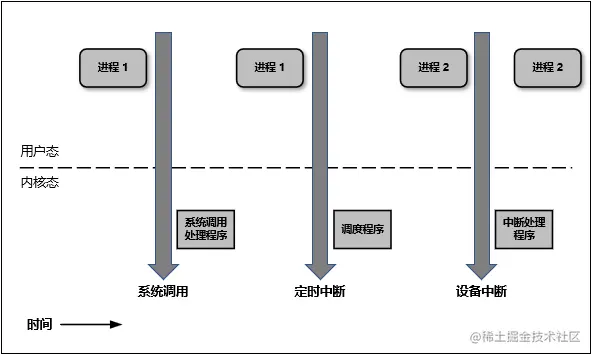 进程 1
进程 1
进程 2
进程 2
用户态
内核态
系统调用
处理程序
调度程序
中断处理
程序
系统调用
定时中断
设备中断
时间
@稀土掘金技术社区